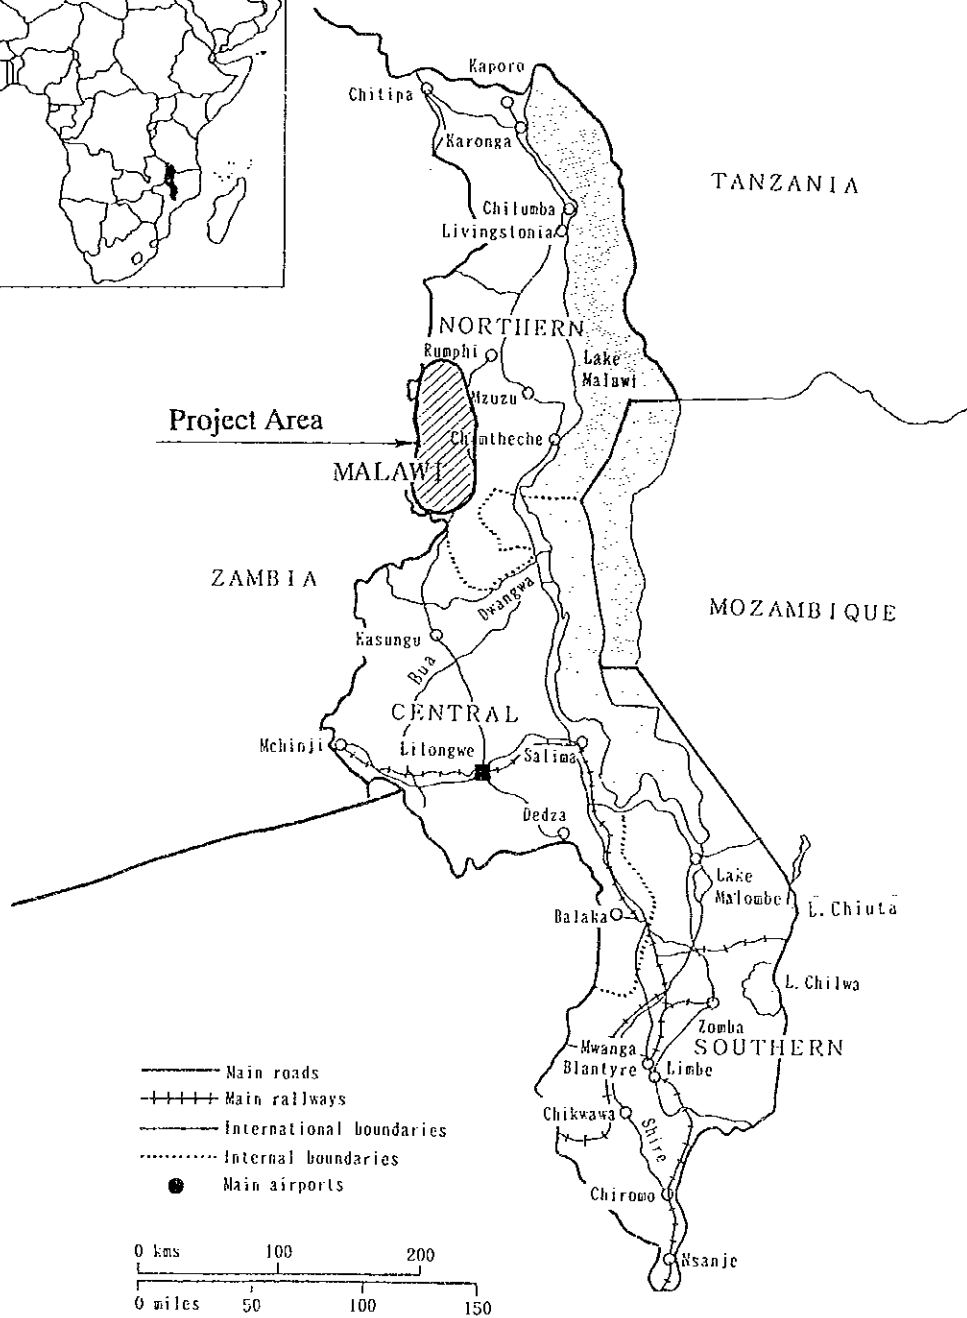 Kaporo
Chitipa
Karonga
TANZANIA
Chilumba
Livingstonia
NORTHERN
Rumphi
Lake
Malawi
Mzuzu
Project Area
Chintheche
MALAWI
ZAMBIA
Dwangwa
MOZAMBIQUE
Kasungu
Bua
CENTRAL
Mchinji
Lilongwe
Salima
Dedza
Lake
Malombe
L. Chiuta
Balaka
L. Chilwa
Zomba
SOUTHERN
Mwanga
Blantyre
Limbe
Chikwawa
Shire
Chiromo
Nsanje
Main roads
Main railways
International boundaries
Internal boundaries
Main airports
0 kms 100 200
0 miles 50 100 150